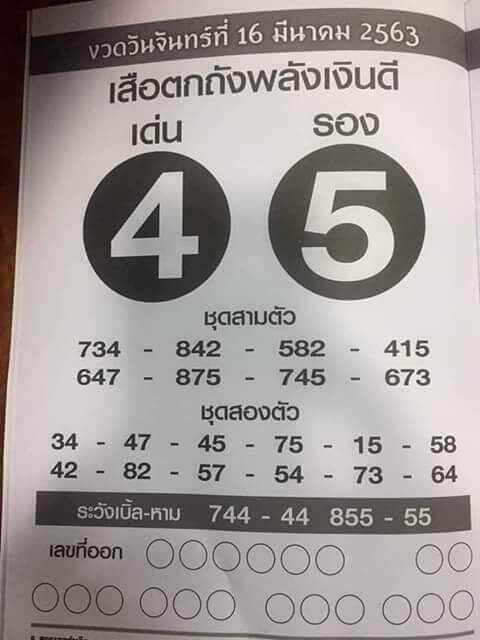 งวดวันจันทร์ที่ 16 มีนาคม 2563
เสือตกถังพลังเงินดี
เด่น รอง
4 5
ชุดสามตัว
734 - 842 - 582 - 415
647 - 875 - 745 - 673
ชุดสองตัว
34 - 47 - 45 - 75 - 15 - 58
42 - 82 - 57 - 54 - 73 - 64
ระวังเบิ้ล-หาม 744 - 44 855 - 55
เลขที่ออก